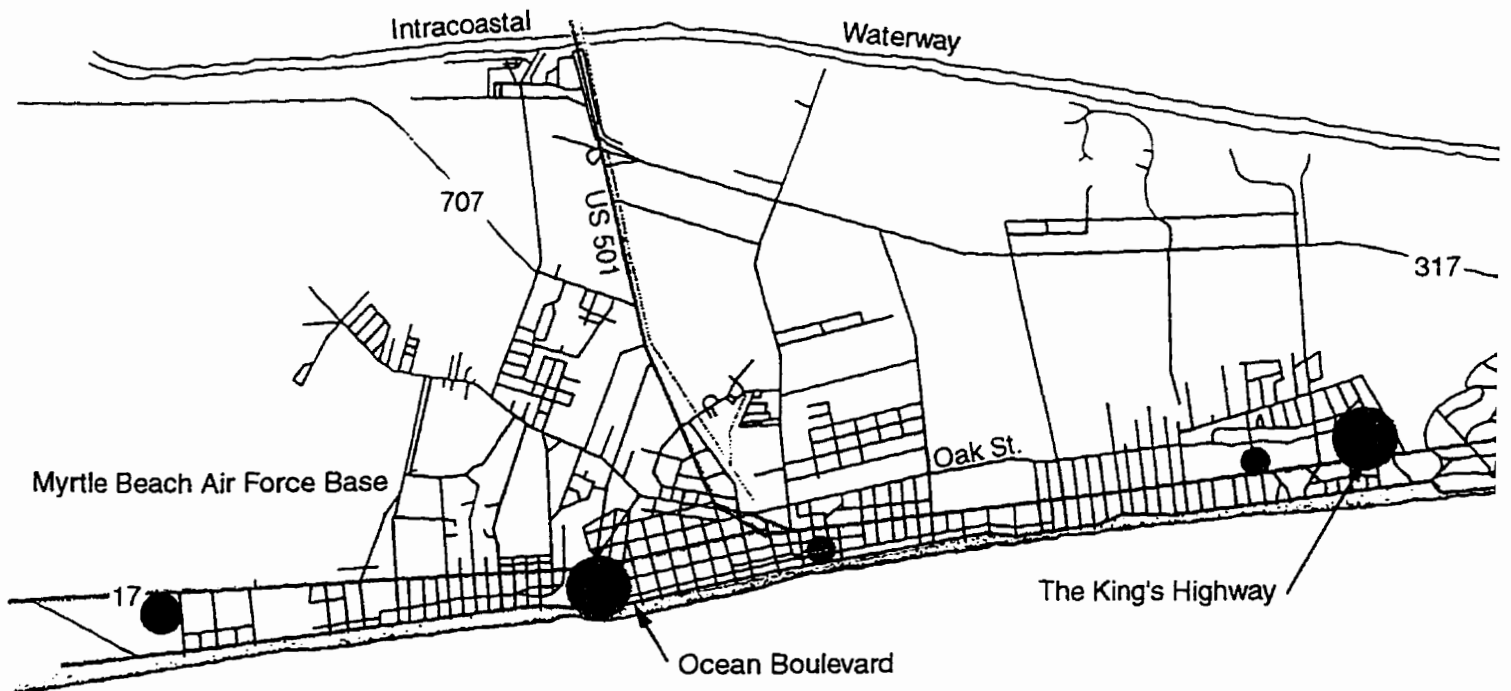 Intracoastal
Waterway
707
US 501
317
Oak St.
Myrtle Beach Air Force Base
17
The King's Highway
Ocean Boulevard